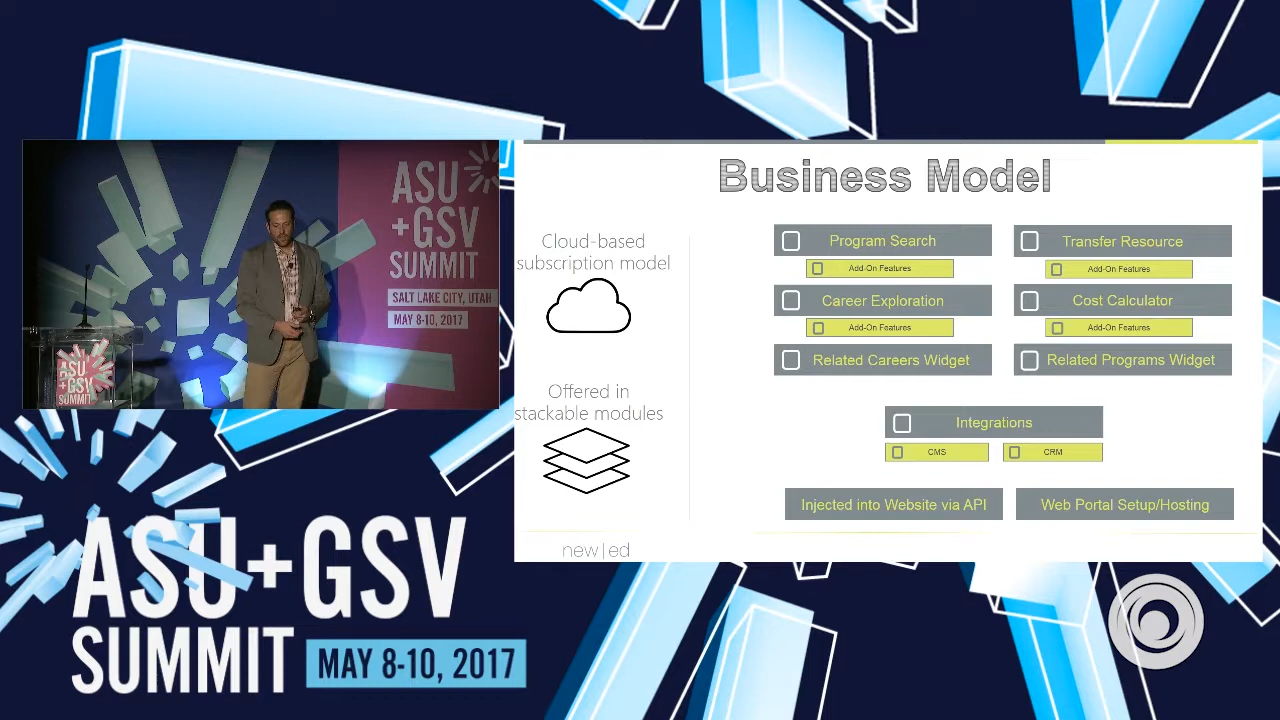 ASU
+GSV
SUMMIT
SALT LAKE CITY, UTAH
MAY 8-10, 2017
ASU
+GSV
SUMMIT
Business Model
Cloud-based
subscription model
Offered in
stackable modules
Program Search
Add-On Features
Transfer Resource
Add-On Features
Career Exploration
Add-On Features
Cost Calculator
Add-On Features
Related Careers Widget
Related Programs Widget
Integrations
CMS
CRM
Injected into Website via API
Web Portal Setup/Hosting
new|ed
ASU+GSV
SUMMIT
MAY 8-10, 2017